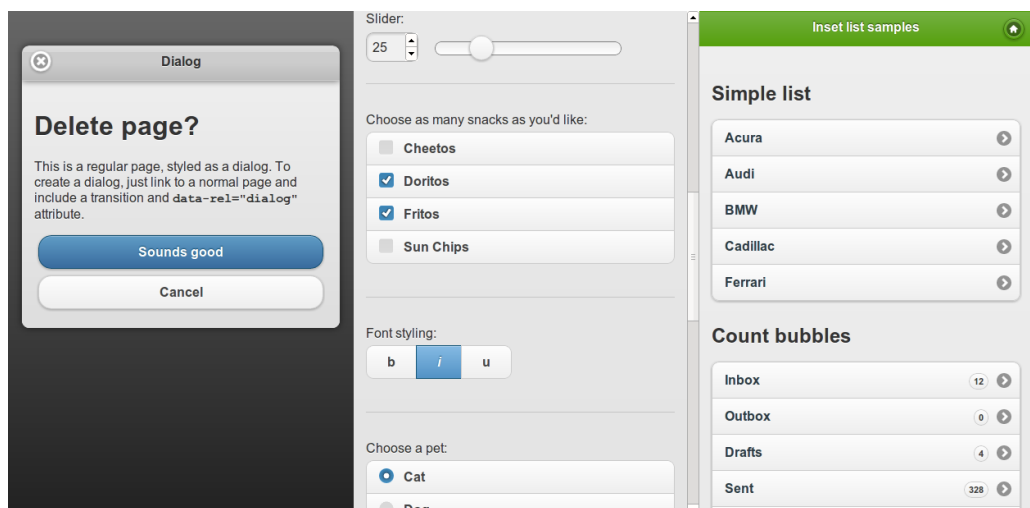 Dialog
Delete page?
This is a regular page, styled as a dialog. To
create a dialog, just link to a normal page and
include a transition and data-rel="dialog"
attribute.
Sounds good
Cancel
Slider:
25
Choose as many snacks as you'd like:
Cheetos
Doritos
Fritos
Sun Chips
Font styling:
b i u
Choose a pet:
Cat
Inset list samples
Simple list
Acura
Audi
BMW
Cadillac
Ferrari
Count bubbles
Inbox 12
Outbox 0
Drafts 4
Sent 328